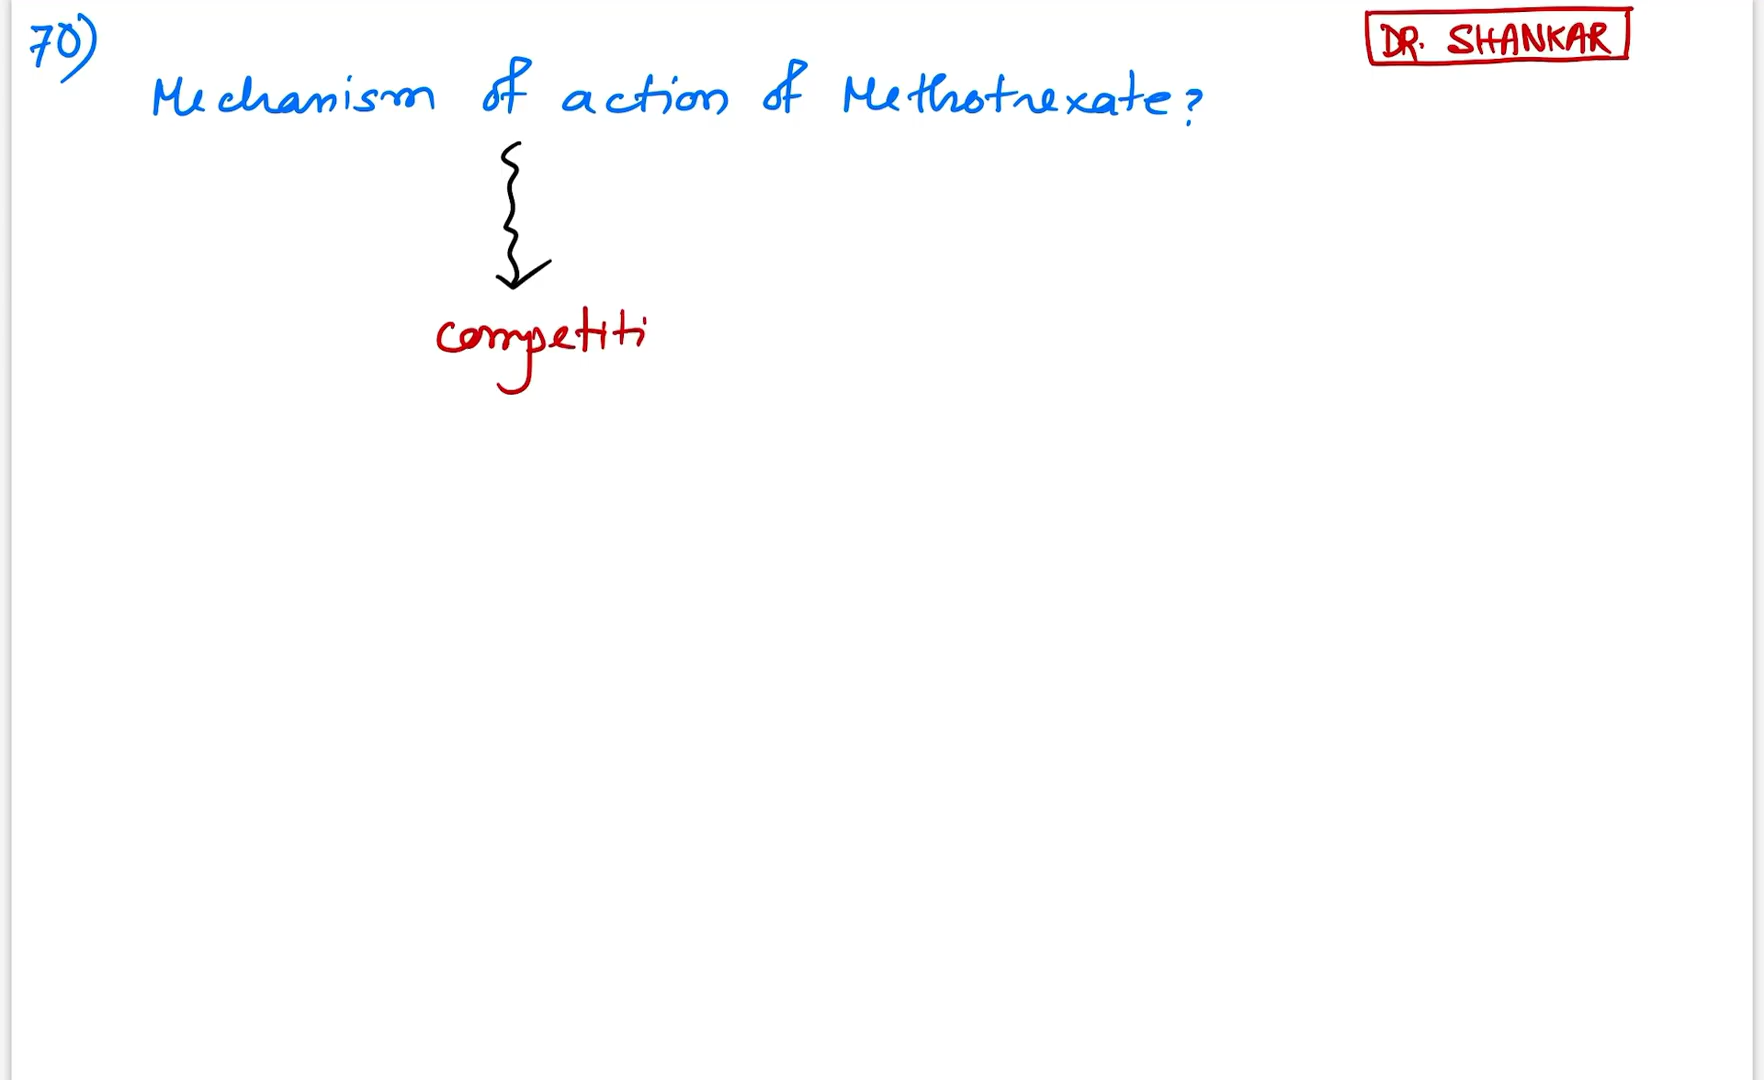 70)
DR. SHANKAR
Mechanism of action of Methotrexate?
competiti